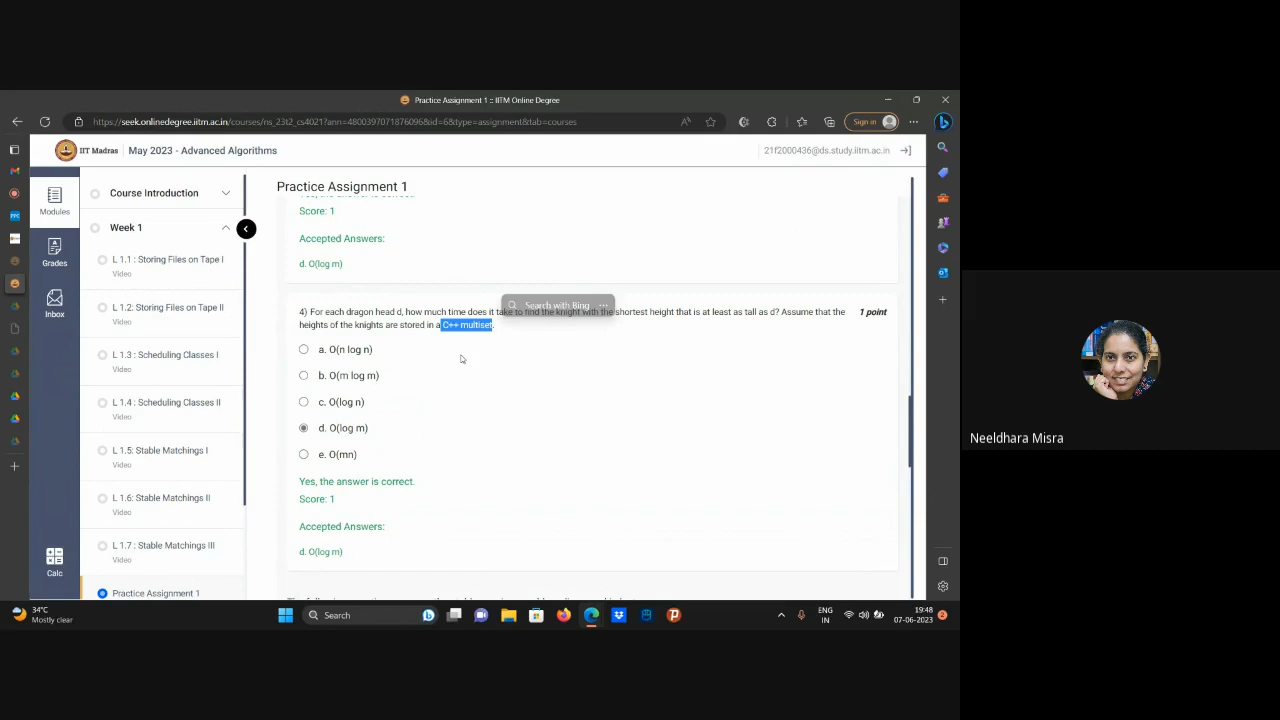 Practice Assignment 1 :: IITM Online Degree
https://seek.onlinedegree.iitm.ac.in/courses/ns_23t2_cs4021?ann=48003970718769&id=6&type=assignment&tab=courses
Sign in
IIT Madras
May 2023 - Advanced Algorithms
21f2000436@ds.study.iitm.ac.in
Modules
Grades
Inbox
Calc
Course Introduction
Week 1
L 1.1 : Storing Files on Tape I
Video
L 1.2: Storing Files on Tape II
Video
L 1.3 : Scheduling Classes I
Video
L 1.4 : Scheduling Classes II
Video
L 1.5: Stable Matchings I
Video
L 1.6: Stable Matchings II
Video
L 1.7 : Stable Matchings III
Video
Practice Assignment 1
Practice Assignment 1
Yes, the answer is correct.
Score: 1
Accepted Answers:
d. O(log m)
Search with Bing
4) For each dragon head d, how much time does it take to find the knight with the shortest height that is at least as tall as d? Assume that the
1 point
heights of the knights are stored in a C++ multiset.
a. O(n log n)
b. O(m log m)
c. O(log n)
d. O(log m)
e. O(mn)
Yes, the answer is correct.
Score: 1
Accepted Answers:
d. O(log m)
34°C
Mostly clear
Search
ENG
IN
19:48
07-06-2023
2
Neeldhara Misra